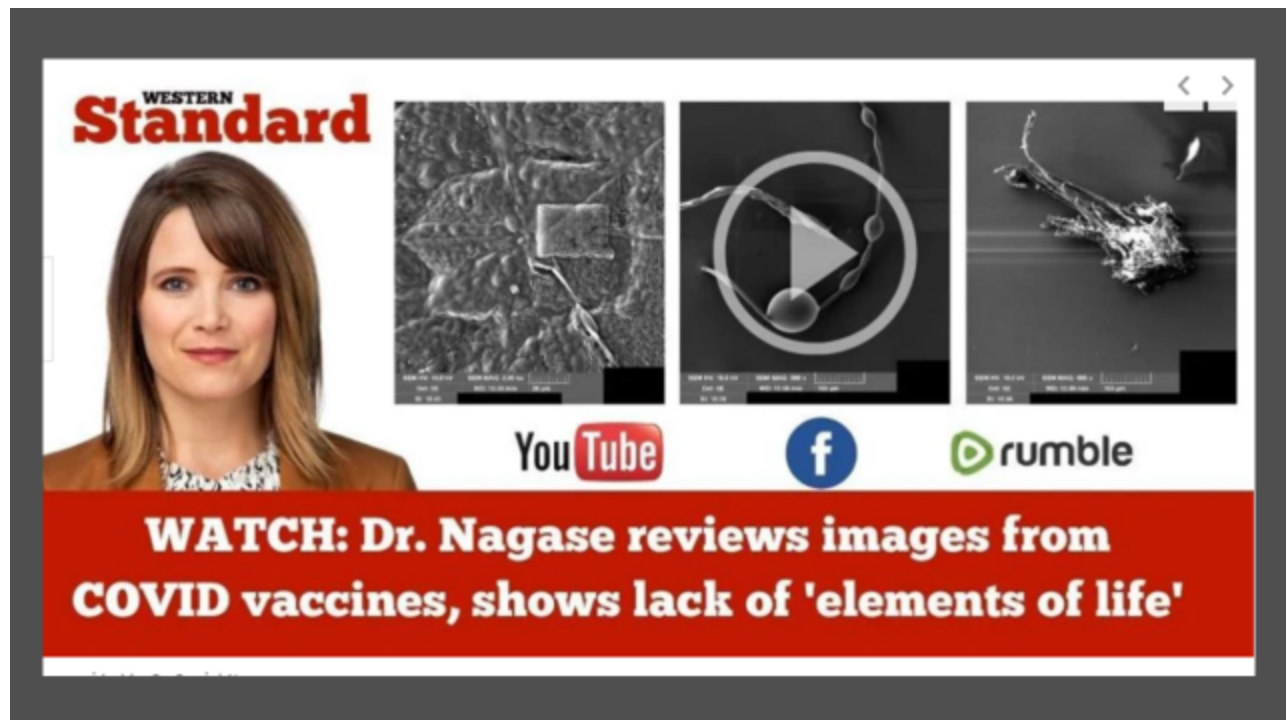 WESTERN
Standard
YouTube
f
rumble
WATCH: Dr. Nagase reviews images from
COVID vaccines, shows lack of 'elements of life'